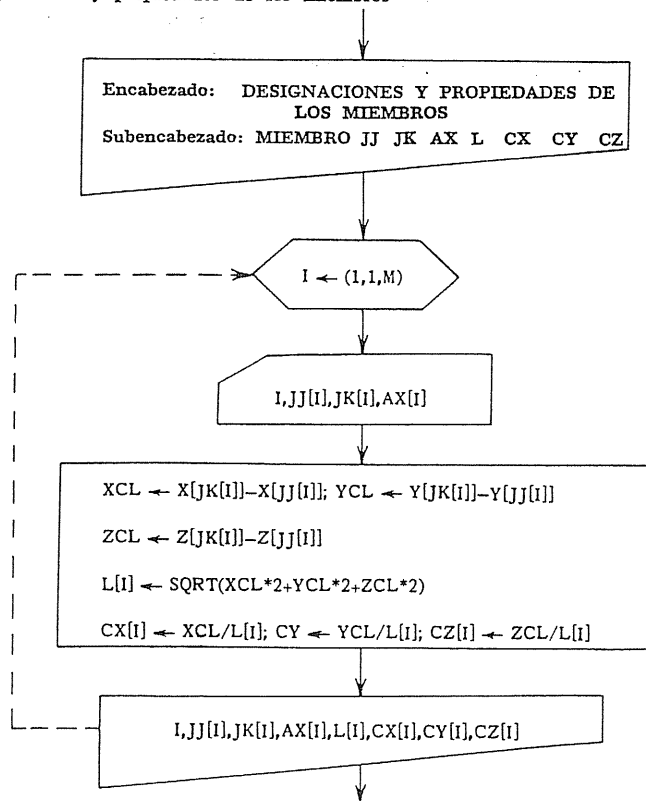 Encabezado: DESIGNACIONES Y PROPIEDADES DE
LOS MIEMBROS
Subencabezado: MIEMBRO JJ JK AX L CX CY CZ
I ← (1,1,M)
I,JJ[I],JK[I],AX[I]
XCL ← X[JK[I]]–X[JJ[I]]; YCL ← Y[JK[I]]–Y[JJ[I]]
ZCL ← Z[JK[I]]–Z[JJ[I]]
L[I] ← SQRT(XCL*2+YCL*2+ZCL*2)
CX[I] ← XCL/L[I]; CY ← YCL/L[I]; CZ[I] ← ZCL/L[I]
I,JJ[I],JK[I],AX[I],L[I],CX[I],CY[I],CZ[I]